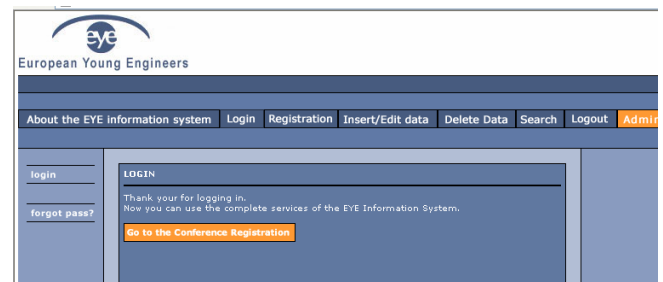 eye
European Young Engineers
About the EYE information system Login Registration Insert/Edit data Delete Data Search Logout Admin
login
forgot pass?
LOGIN
Thank your for logging in.
Now you can use the complete services of the EYE Information System.
Go to the Conference Registration